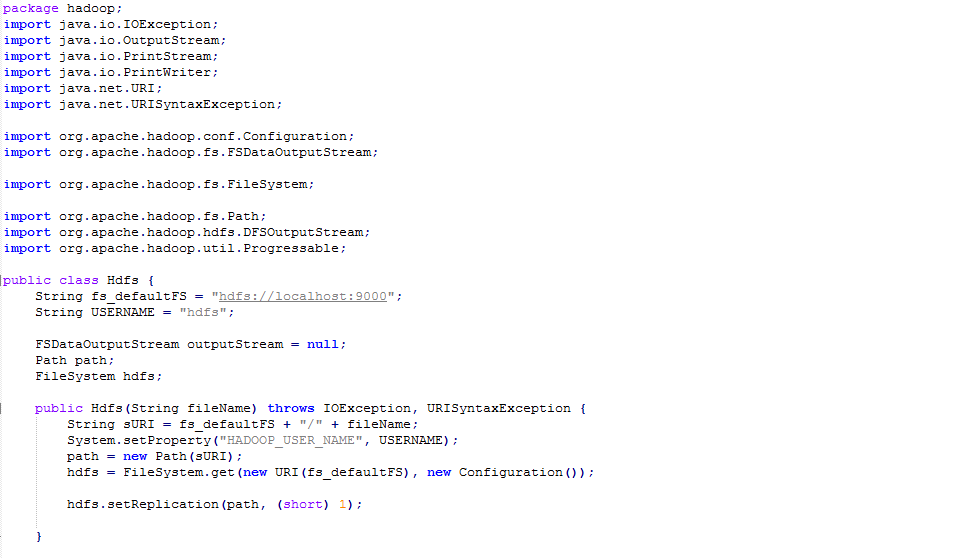 package hadoop;
import java.io.IOException;
import java.io.OutputStream;
import java.io.PrintStream;
import java.io.PrintWriter;
import java.net.URI;
import java.net.URISyntaxException;
import org.apache.hadoop.conf.Configuration;
import org.apache.hadoop.fs.FSDataOutputStream;
import org.apache.hadoop.fs.FileSystem;
import org.apache.hadoop.fs.Path;
import org.apache.hadoop.hdfs.DFSOutputStream;
import org.apache.hadoop.util.Progressable;
public class Hdfs {
    String fs_defaultFS = "hdfs://localhost:9000";
    String USERNAME = "hdfs";
    FSDataOutputStream outputStream = null;
    Path path;
    FileSystem hdfs;
    public Hdfs(String fileName) throws IOException, URISyntaxException {
        String sURI = fs_defaultFS + "/" + fileName;
        System.setProperty("HADOOP_USER_NAME", USERNAME);
        path = new Path(sURI);
        hdfs = FileSystem.get(new URI(fs_defaultFS), new Configuration());
        hdfs.setReplication(path, (short) 1);
    }